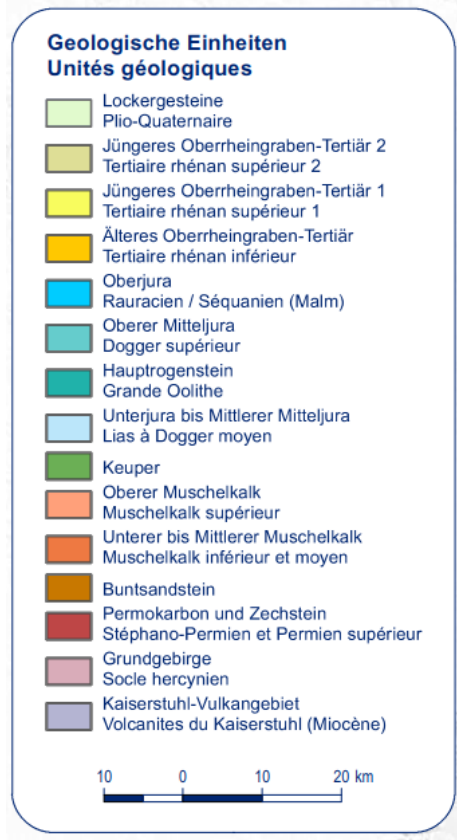 Geologische Einheiten
Unités géologiques
Lockergesteine
Plio-Quaternaire
Jüngeres Oberrheingraben-Tertiär 2
Tertiaire rhénan supérieur 2
Jüngeres Oberrheingraben-Tertiär 1
Tertiaire rhénan supérieur 1
Älteres Oberrheingraben-Tertiär
Tertiaire rhénan inférieur
Oberjura
Rauracien / Séquanien (Malm)
Oberer Mitteljura
Dogger supérieur
Hauptrogenstein
Grande Oolithe
Unterjura bis Mittlerer Mitteljura
Lias à Dogger moyen
Keuper
Oberer Muschelkalk
Muschelkalk supérieur
Unterer bis Mittlerer Muschelkalk
Muschelkalk inférieur et moyen
Buntsandstein
Permokarbon und Zechstein
Stéphano-Permien et Permien supérieur
Grundgebirge
Socle hercynien
Kaiserstuhl-Vulkangebiet
Volcanites du Kaiserstuhl (Miocène)
10 0 10 20 km